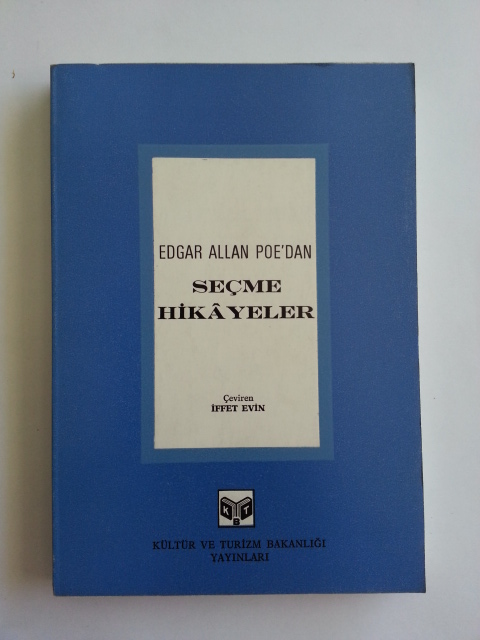 EDGAR ALLAN POE'DAN
SEÇME
HİKÂYELER
Çeviren
İFFET EVİN
K B T
KÜLTÜR VE TURİZM BAKANLIĞI
YAYINLARI